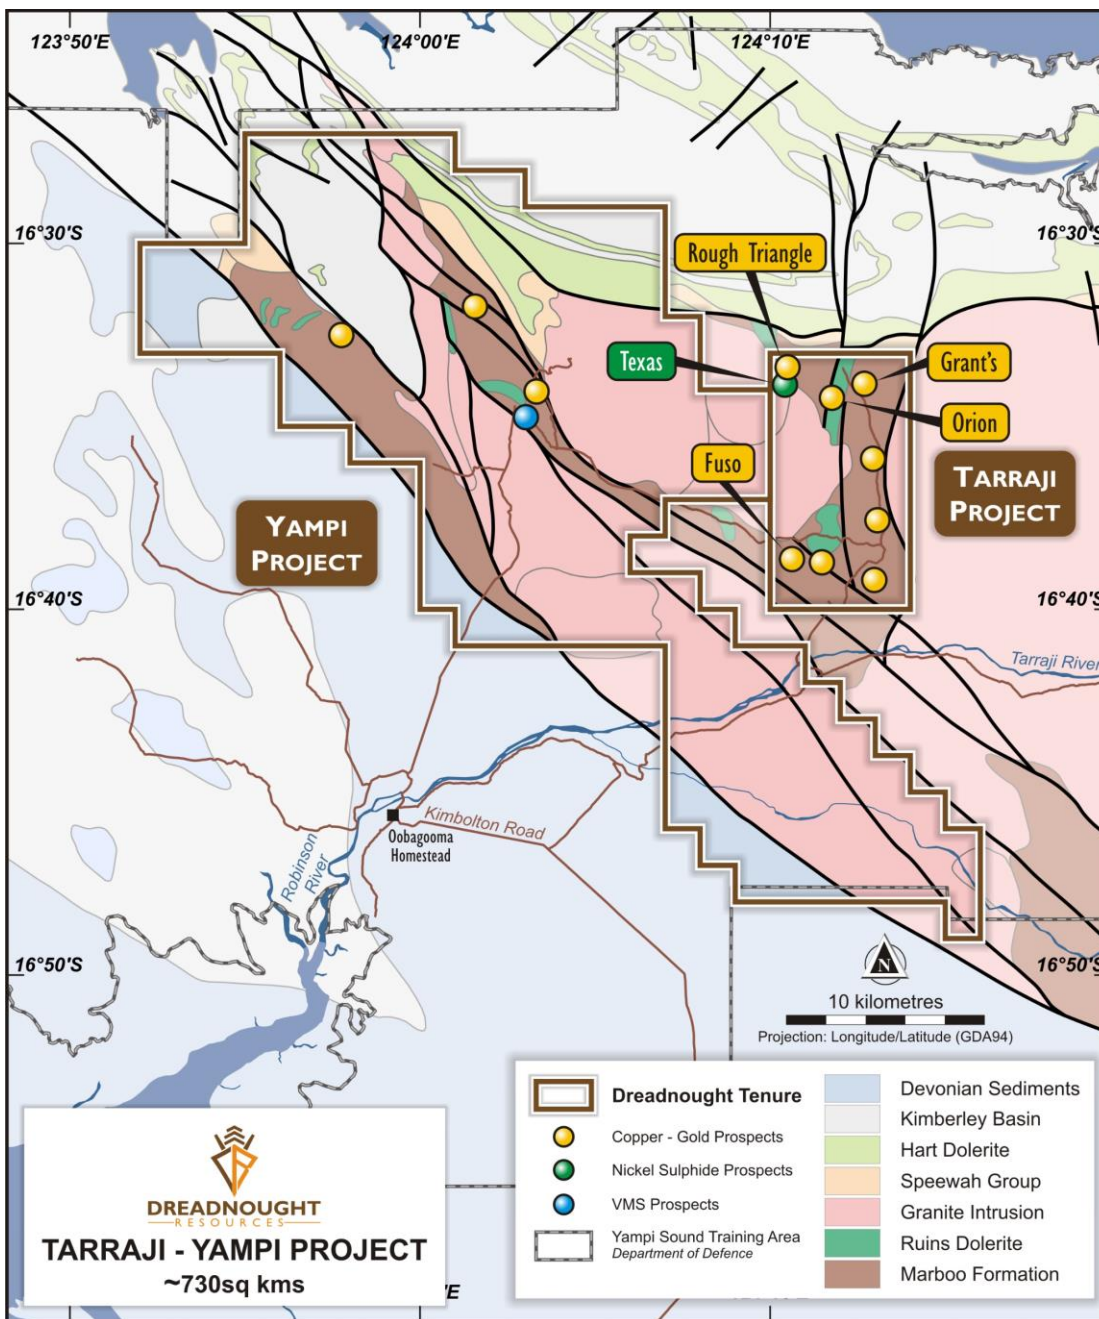 123°50'E
124°00'E
124°10'E
16°30'S
16°30'S
Rough Triangle
Texas
Grant's
Orion
Fuso
TARRAJI
PROJECT
YAMPI
PROJECT
16°40'S
16°40'S
Tarraji River
Kimbolton Road
Oobagooma
Homestead
Robinson
River
16°50'S
16°50'S
N
10 kilometres
Projection: Longitude/Latitude (GDA94)
Dreadnought Tenure
Copper - Gold Prospects
Nickel Sulphide Prospects
VMS Prospects
Yampi Sound Training Area
Department of Defence
Devonian Sediments
Kimberley Basin
Hart Dolerite
Speewah Group
Granite Intrusion
Ruins Dolerite
Marboo Formation
DREADNOUGHT
RESOURCES
TARRAJI - YAMPI PROJECT
~730sq kms